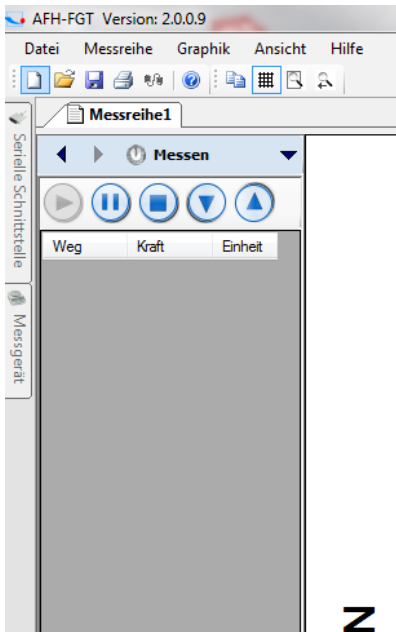 AFH-FGT Version: 2.0.0.9
Datei Messreihe Graphik Ansicht Hilfe
Messreihe1
Serielle Schnittstelle
Messgerät
Messen
Weg Kraft Einheit
N